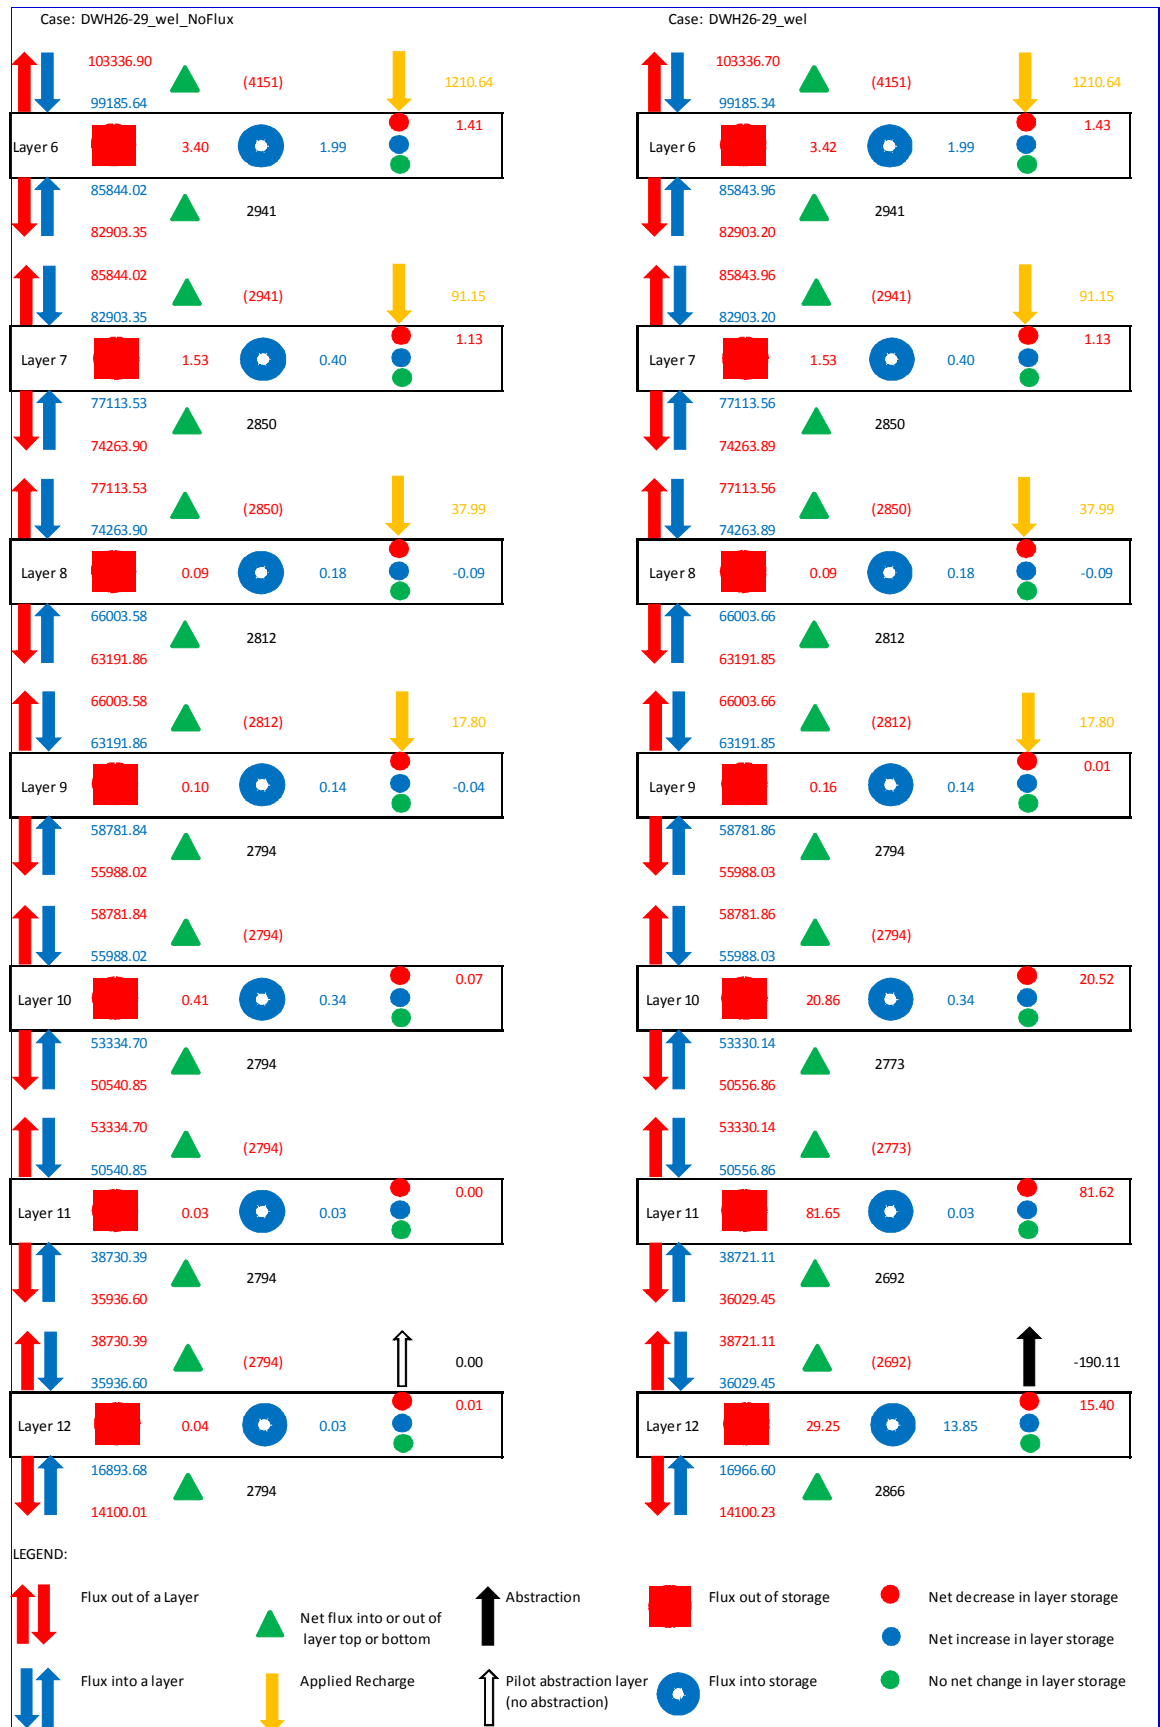 Case: DWH26-29_wel_NoFlux Case: DWH26-29_wel
103336.90 103336.70
(4151) 1210.64 (4151) 1210.64
99185.64 99185.34
1.41 1.43
Layer 6 3.40 1.99 Layer 6 3.42 1.99
85844.02 85843.96
2941 2941
82903.35 82903.20
85844.02 85843.96
(2941) 91.15 (2941) 91.15
82903.35 82903.20
1.13 1.13
Layer 7 1.53 0.40 Layer 7 1.53 0.40
77113.53 77113.56
2850 2850
74263.90 74263.89
77113.53 77113.56
(2850) 37.99 (2850) 37.99
74263.90 74263.89
Layer 8 0.09 0.18 -0.09 Layer 8 0.09 0.18 -0.09
66003.58 66003.66
2812 2812
63191.86 63191.85
66003.58 66003.66
(2812) 17.80 (2812) 17.80
63191.86 63191.85
0.01
Layer 9 0.10 0.14 -0.04 Layer 9 0.16 0.14
58781.84 58781.86
2794 2794
55988.02 55988.03
58781.84 58781.86
(2794) (2794)
55988.02 55988.03
0.07 20.52
Layer 10 0.41 0.34 Layer 10 20.86 0.34
53334.70 53330.14
2794 2773
50540.85 50556.86
53334.70 53330.14
(2794) (2773)
50540.85 50556.86
0.00 81.62
Layer 11 0.03 0.03 Layer 11 81.65 0.03
38730.39 38721.11
2794 2692
35936.60 36029.45
38730.39 38721.11
(2794) 0.00 (2692) -190.11
35936.60 36029.45
0.01 15.40
Layer 12 0.04 0.03 Layer 12 29.25 13.85
16893.68 16966.60
2794 2866
14100.01 14100.23
LEGEND:
Flux out of a Layer Abstraction Flux out of storage Net decrease in layer storage
Net flux into or out of
layer top or bottom
Net increase in layer storage
Flux into a layer Applied Recharge Pilot abstraction layer Flux into storage No net change in layer storage
(no abstraction)